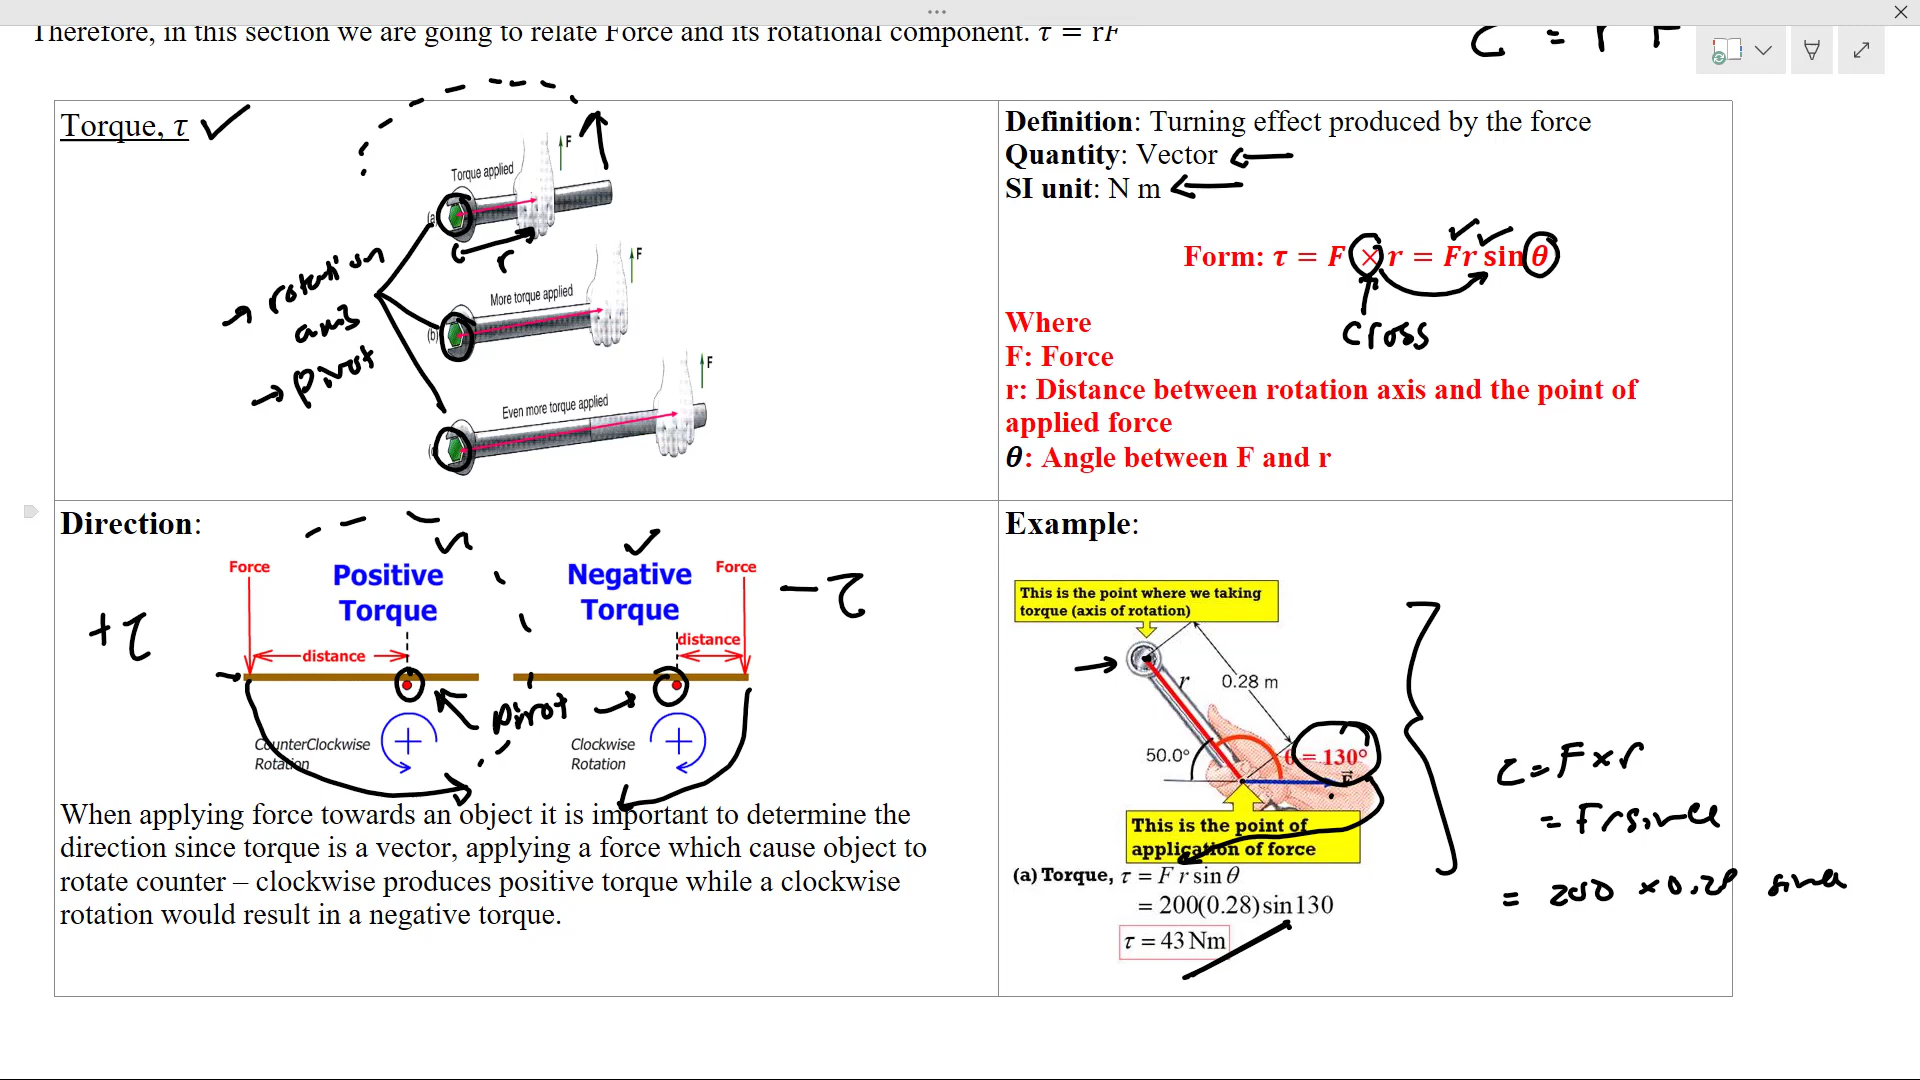 Therefore, in this section we are going to relate Force and its rotational component. τ = rF
τ = r F
Torque, τ
Torque applied
F
(a)
r
More torque applied
F
(b)
Even more torque applied
F
→ rotation
axis
→ pivot
Definition: Turning effect produced by the force
Quantity: Vector
SI unit: N m
Form: τ = F × r = Fr sin θ
cross
Where
F: Force
r: Distance between rotation axis and the point of
applied force
θ: Angle between F and r
Direction:
Force
Positive
Torque
distance
+τ
CounterClockwise
Rotation
pivot
Negative
Torque
Force
distance
-τ
Clockwise
Rotation
When applying force towards an object it is important to determine the
direction since torque is a vector, applying a force which cause object to
rotate counter – clockwise produces positive torque while a clockwise
rotation would result in a negative torque.
Example:
This is the point where we taking
torque (axis of rotation)
r
0.28 m
50.0°
θ = 130°
F
This is the point of
application of force
(a) Torque, τ = F r sin θ
= 200(0.28)sin130
τ = 43 Nm
τ = F × r
= Fr sin θ
= 200 × 0.28 sin θ